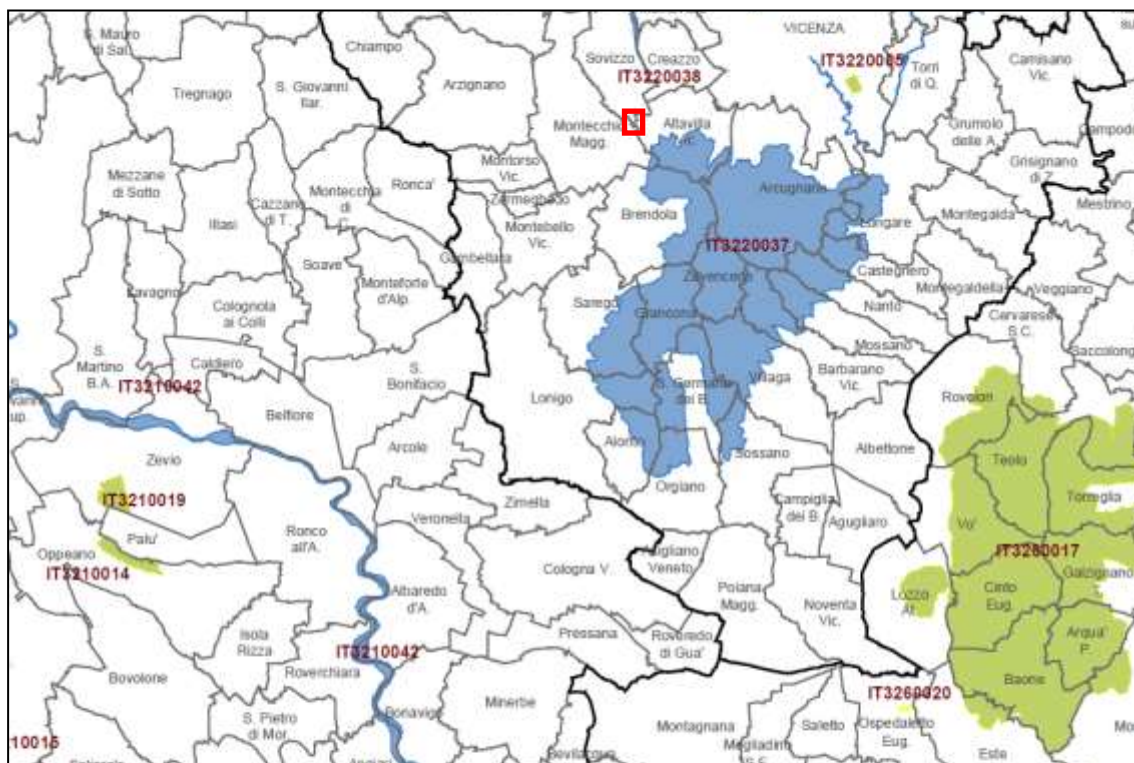 S. Mauro
di Sal.
Chiampo
Sovizzo
Creazzo
VICENZA
IT3220005
Torri
di Q.
Camisano
Vic.
IT3220038
Tregnago
S. Giovanni
Ilar.
Arzignano
Montecchio
Magg.
Altavilla
Grumolo
delle A.
Campodo
Grisignano
di Z.
Mezzane
di Sotto
Cazzano
di T.
Montecchia
di C.
Ronca'
Montorso
Vic.
Zermeghedo
Arcugnano
Mestrino
Illasi
Brendola
Longare
Montegalda
Montebello
Vic.
IT3220037
Soave
Gambellara
Monteforte
d'Alp.
Castegnero
Zovencedo
Montegaldella
Veggiano
Lavagno
Colognola
ai Colli
Sarego
Grancona
Nanto
Cervarese
S.C.
Mossano
Saccolong
S.
Martino
B.A.
Caldiero
IT3210042
S.
Bonifacio
S. Germano
dei B.
Villaga
Barbarano
Vic.
Belfiore
Lonigo
Rovolon
Arcole
Alonte
Sossano
Albettone
Teolo
Zevio
IT3210019
Orgiano
Campiglia
dei B.
Torreglia
Zimella
Veronella
Agugliaro
Vo'
Palu'
Ronco
all'A.
Oppeano
IT3210014
Cologna V.
Asigliano
Veneto
IT3260017
Galzignano
Albaredo
d'A.
Poiana
Magg.
Lozzo
At.
Cinto
Eug.
Noventa
Vic.
Isola
Rizza
Pressana
Roveredo
di Gua'
Arqua'
P.
IT3210042
Roverchiara
Bovolone
Baone
Minerbe
IT3260020
Bonavigo
S. Pietro
di Mor.
Montagnana
Saletto
Ospedaletto
Eug.
Megliadino
Bevilacqua
Este